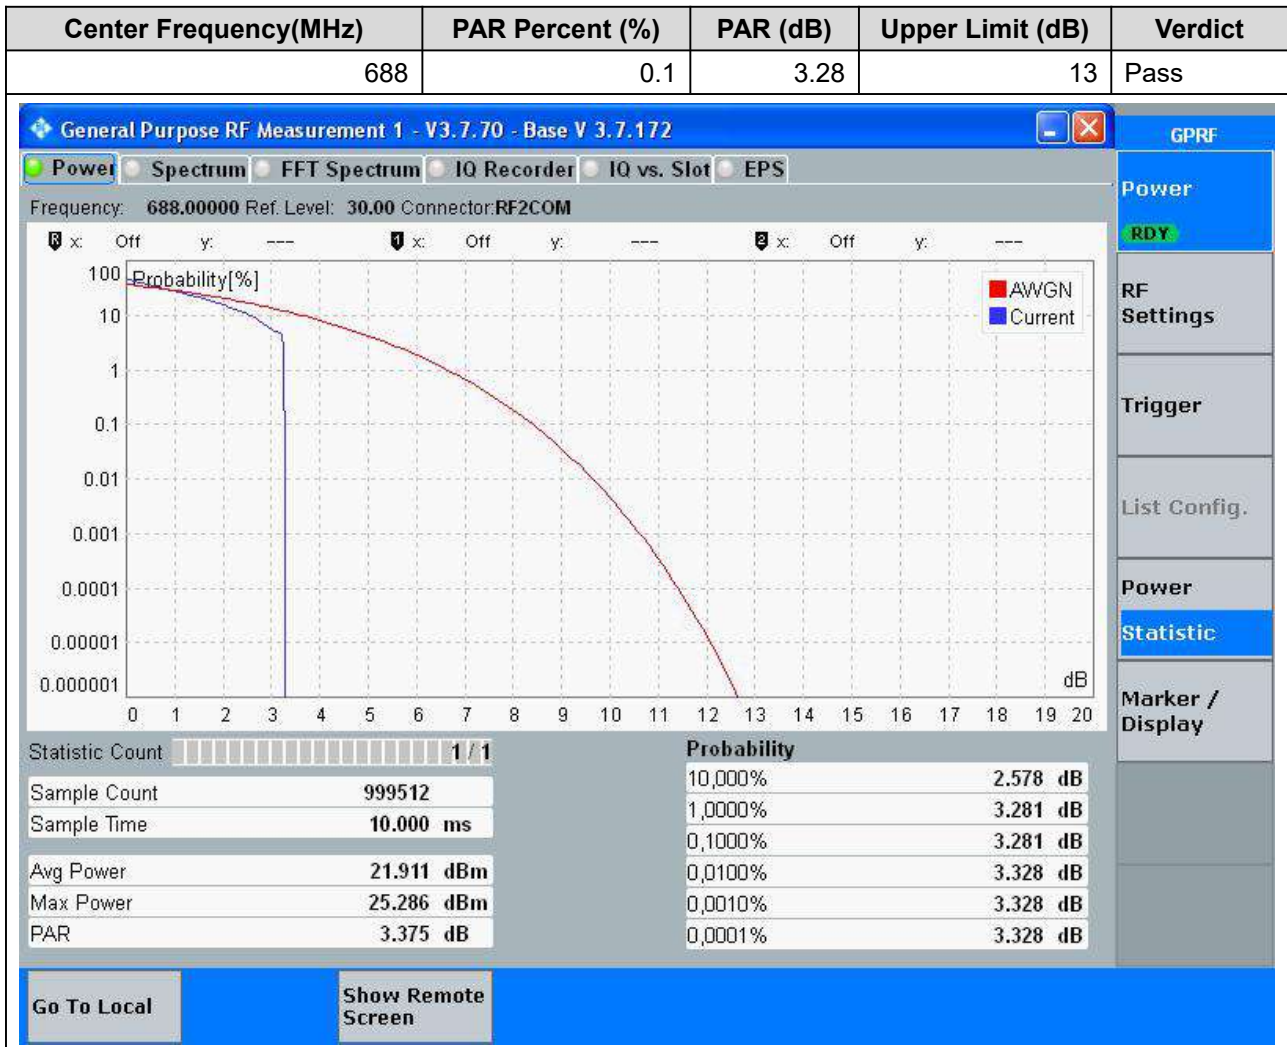 Center Frequency(MHz) PAR Percent (%) PAR (dB) Upper Limit (dB) Verdict
688 0.1 3.28 13 Pass
General Purpose RF Measurement 1 - V3.7.70 - Base V 3.7.172
GPRF
Power Spectrum FFT Spectrum IQ Recorder IQ vs. Slot EPS
Frequency: 688.00000 Ref. Level: 30.00 Connector:RF2COM
R x: Off y: --- 1 x: Off y: --- 2 x: Off y: ---
Probability[%]
AWGN
Current
100
10
1
0.1
0.01
0.001
0.0001
0.00001
0.000001
dB
0 1 2 3 4 5 6 7 8 9 10 11 12 13 14 15 16 17 18 19 20
Statistic Count 1 / 1
Sample Count 999512
Sample Time 10.000 ms
Avg Power 21.911 dBm
Max Power 25.286 dBm
PAR 3.375 dB
Probability
10,000% 2.578 dB
1,0000% 3.281 dB
0,1000% 3.281 dB
0,0100% 3.328 dB
0,0010% 3.328 dB
0,0001% 3.328 dB
Power
RDY
RF
Settings
Trigger
List Config.
Power
Statistic
Marker /
Display
Go To Local
Show Remote
Screen